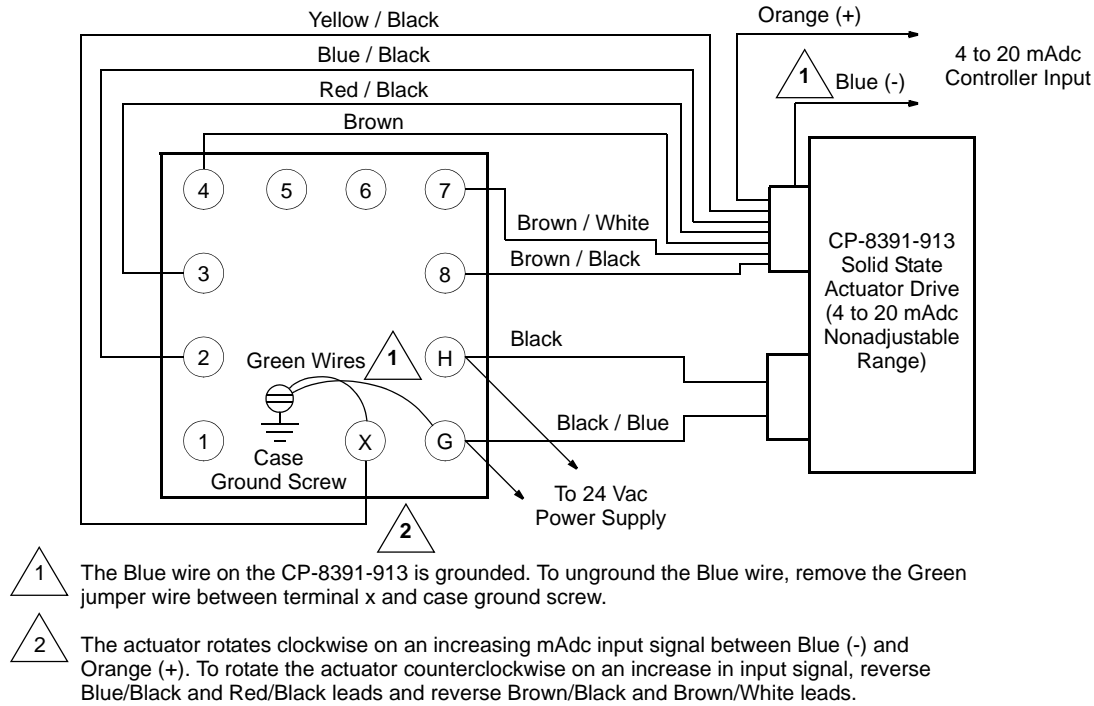 Yellow / Black
Orange (+)
Blue / Black
4 to 20 mAdc
Controller Input
1
Blue (-)
Red / Black
Brown
4
5
6
7
Brown / White
Brown / Black
3
8
CP-8391-913
Solid State
Actuator Drive
(4 to 20 mAdc
Nonadjustable
Range)
Black
2
Green Wires
1
H
Black / Blue
1
X
G
Case
Ground Screw
To 24 Vac
Power Supply
2
1
The Blue wire on the CP-8391-913 is grounded. To unground the Blue wire, remove the Green
jumper wire between terminal x and case ground screw.
2
The actuator rotates clockwise on an increasing mAdc input signal between Blue (-) and
Orange (+). To rotate the actuator counterclockwise on an increase in input signal, reverse
Blue/Black and Red/Black leads and reverse Brown/Black and Brown/White leads.